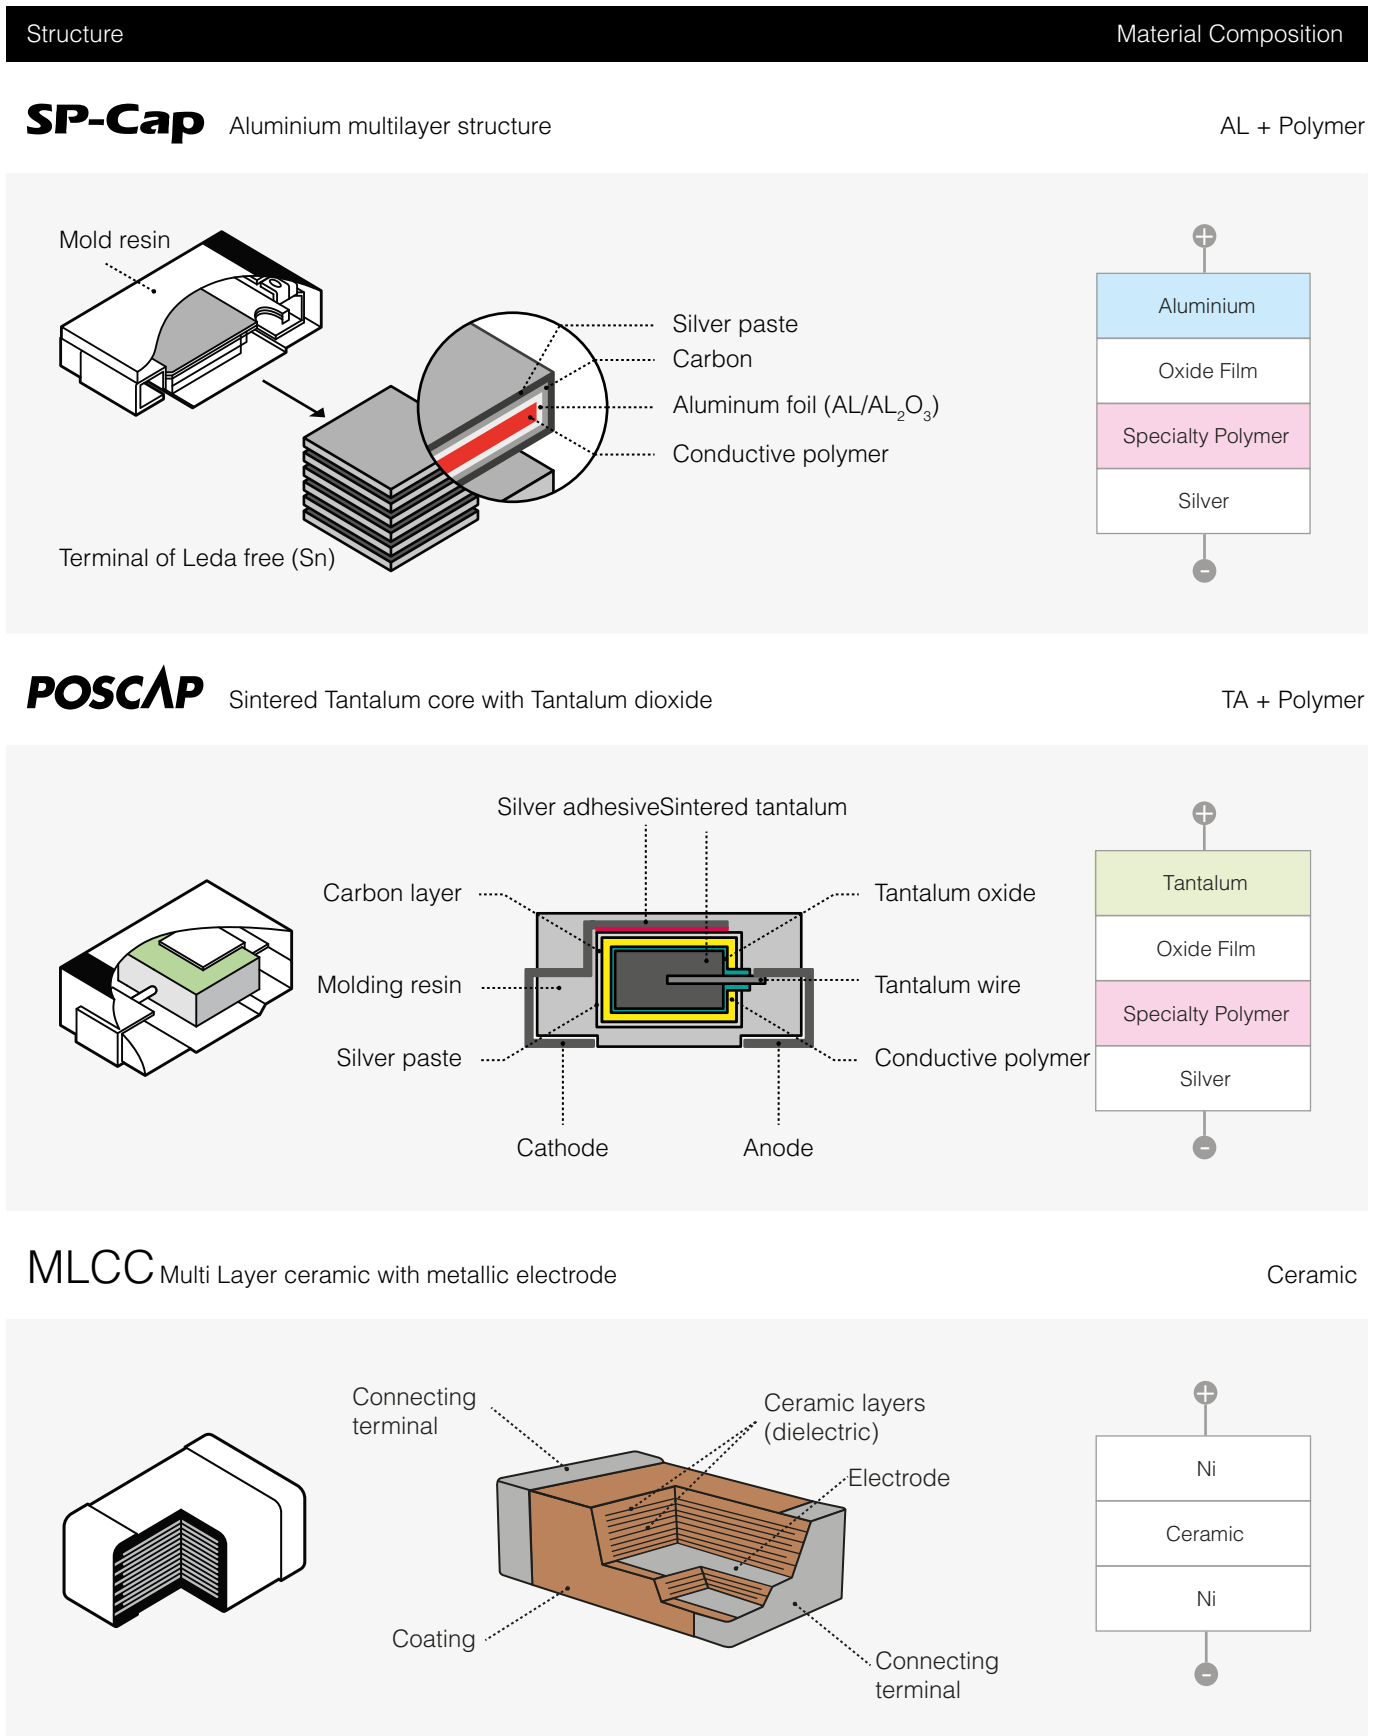 Structure
Material Composition
SP-Cap Aluminium multilayer structure
AL + Polymer
Mold resin
Silver paste
Carbon
Aluminum foil (AL/AL₂O₃)
Conductive polymer
Terminal of Leda free (Sn)
+
Aluminium
Oxide Film
Specialty Polymer
Silver
-
POSCAP Sintered Tantalum core with Tantalum dioxide
TA + Polymer
Silver adhesive
Sintered tantalum
Carbon layer
Tantalum oxide
Molding resin
Tantalum wire
Silver paste
Conductive polymer
Cathode
Anode
+
Tantalum
Oxide Film
Specialty Polymer
Silver
-
MLCC Multi Layer ceramic with metallic electrode
Ceramic
Connecting
terminal
Ceramic layers
(dielectric)
Electrode
Coating
Connecting
terminal
+
Ni
Ceramic
Ni
-